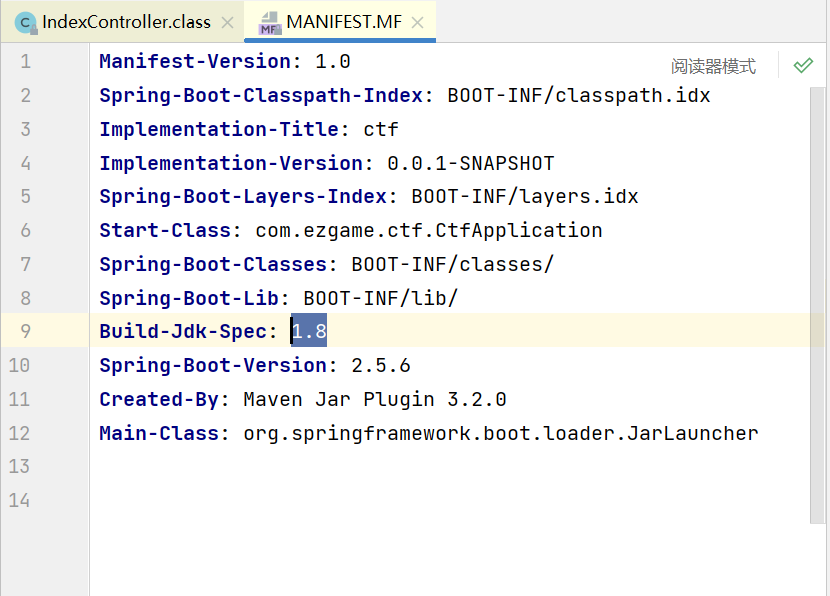 IndexController.class
MANIFEST.MF
阅读器模式
1 Manifest-Version: 1.0
2 Spring-Boot-Classpath-Index: BOOT-INF/classpath.idx
3 Implementation-Title: ctf
4 Implementation-Version: 0.0.1-SNAPSHOT
5 Spring-Boot-Layers-Index: BOOT-INF/layers.idx
6 Start-Class: com.ezgame.ctf.CtfApplication
7 Spring-Boot-Classes: BOOT-INF/classes/
8 Spring-Boot-Lib: BOOT-INF/lib/
9 Build-Jdk-Spec: 1.8
10 Spring-Boot-Version: 2.5.6
11 Created-By: Maven Jar Plugin 3.2.0
12 Main-Class: org.springframework.boot.loader.JarLauncher
13
14